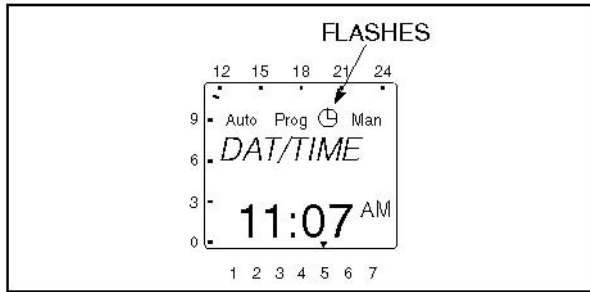 FLASHES
12 15 18 21 24
9 Auto Prog Man
DAT/TIME
6
3
11:07 AM
0
1 2 3 4 5 6 7